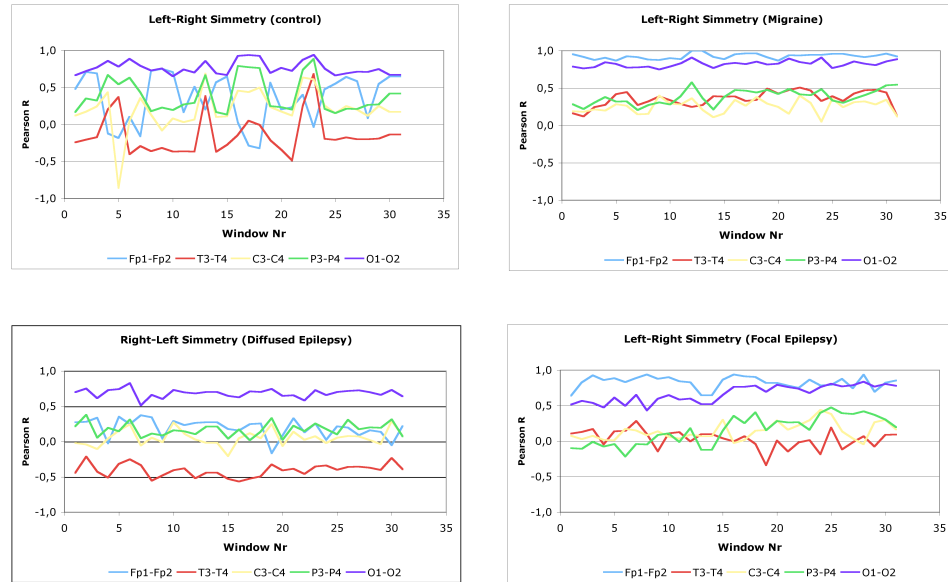 Left-Right Simmetry (control)
1,0
0,5
0,0
-0,5
-1,0
Pearson R
0 5 10 15 20 25 30 35
Window Nr
Fp1-Fp2 T3-T4 C3-C4 P3-P4 O1-O2
Left-Right Simmetry (Migraine)
1,0
0,5
0,0
-0,5
-1,0
Pearson R
0 5 10 15 20 25 30 35
Window Nr
Fp1-Fp2 T3-T4 C3-C4 P3-P4 O1-O2
Right-Left Simmetry (Diffused Epilepsy)
1,0
0,5
0,0
-0,5
-1,0
Pearson R
0 5 10 15 20 25 30 35
Window Nr
Fp1-Fp2 T3-T4 C3-C4 P3-P4 O1-O2
Left-Right Simmetry (Focal Epilepsy)
1,0
0,5
0,0
-0,5
-1,0
Pearson R
0 5 10 15 20 25 30 35
Window Nr
Fp1-Fp2 T3-T4 C3-C4 P3-P4 O1-O2